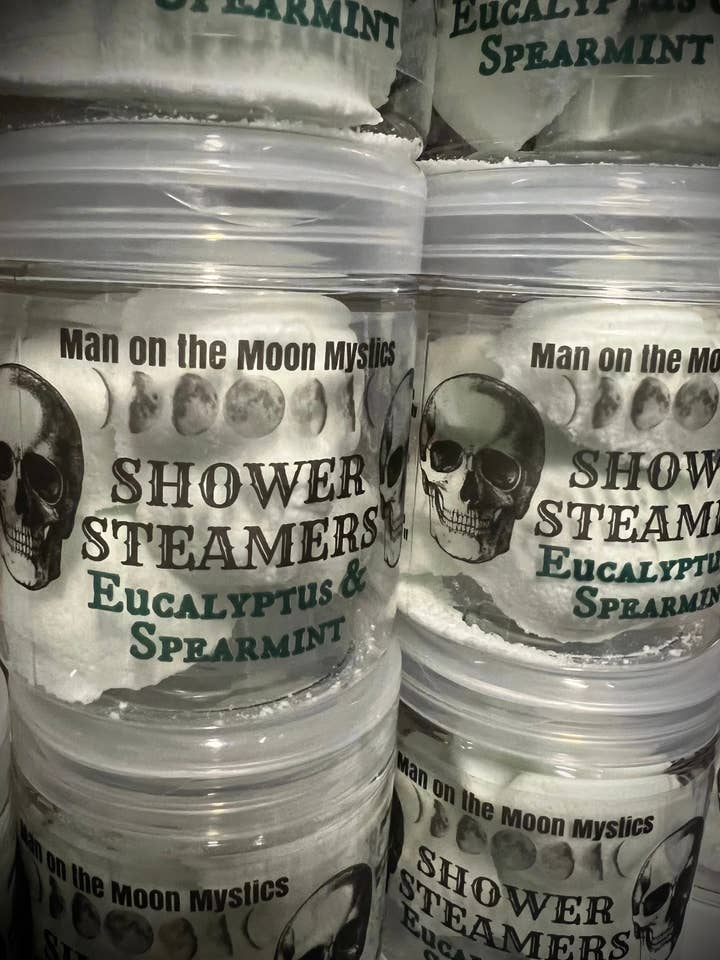 SPEARMINT
EUCALYPTUS &
SPEARMINT
Man on the Moon Mystics
SHOWER
STEAMERS
EUCALYPTUS &
SPEARMINT
Man on the Mo
SHOW
STEAM
EUCALYPTU
SPEARMIN
Man on the Moon Mystics
Man on the Moon Mystics
SHOWER
STEAMERS